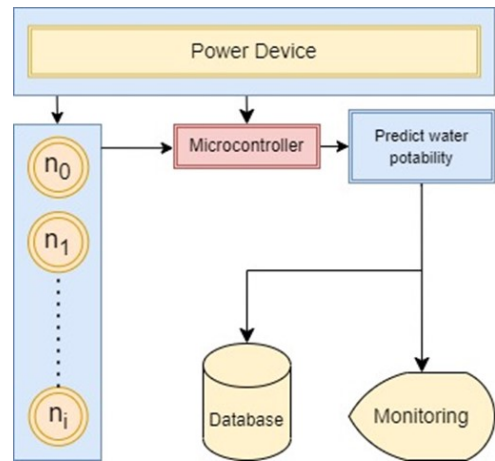 Power Device
n0
Microcontroller
Predict water
potability
n1
ni
Database
Monitoring